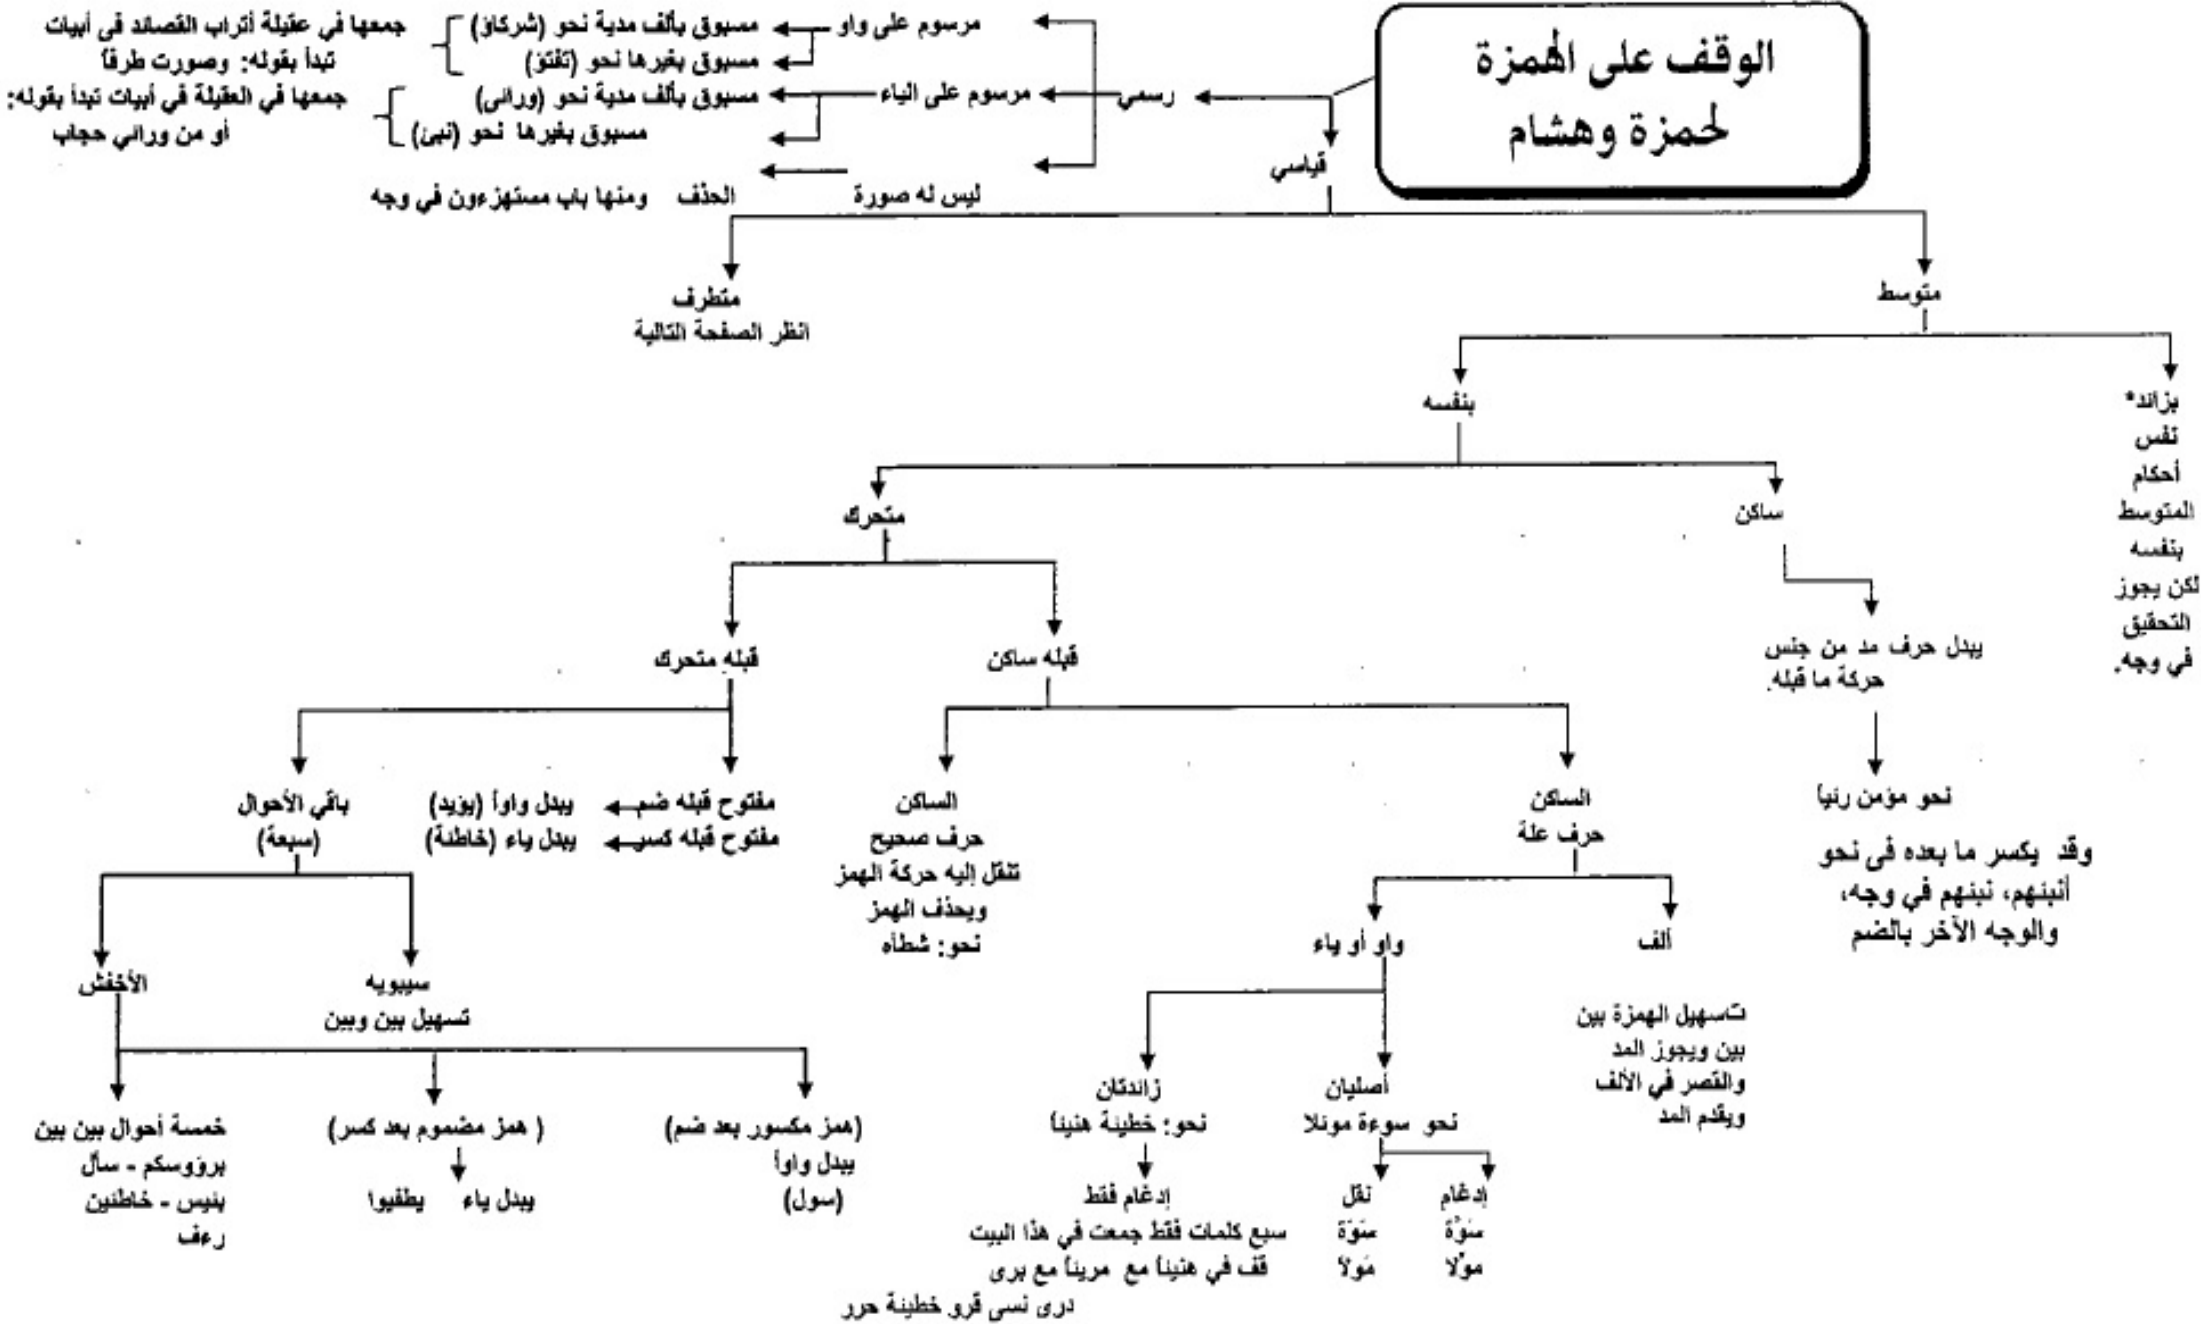 الوقف على الهمزة
لحمزة وهشام
رسمي
مرسوم على واو
مسبوق بألف مدية نحو (شركاؤ)
مسبوق بغيرها نحو (تفتؤ)
جمعها في عقيلة أتراب القصائد فى أبيات
تبدأ بقوله: وصورت طرفاً
مرسوم على الياء
مسبوق بألف مدية نحو (ورائى)
مسبوق بغيرها نحو (نبئ)
جمعها في العقيلة في أبيات تبدأ بقوله:
أو من ورائي حجاب
ليس له صورة
الحذف ومنها باب مستهزءون في وجه
قياسي
متوسط
متطرف
انظر الصفحة التالية
بزائد*
نفس
أحكام
المتوسط
بنفسه
لكن يجوز
التحقيق
في وجه.
بنفسه
ساكن
متحرك
يبدل حرف مد من جنس
حركة ما قبله.
نحو مؤمن رئياً
وقد يكسر ما بعده فى نحو
أنبئهم، نبئهم في وجه،
والوجه الآخر بالضم
قبله ساكن
قبله متحرك
الساكن
حرف علة
الساكن
حرف صحيح
تنقل إليه حركة الهمز
ويحذف الهمز
نحو: شطأه
مفتوح قبله ضم يبدل واواً (يؤيد)
مفتوح قبله كسر يبدل ياء (خاطئة)
باقي الأحوال
(سبعة)
ألف
تاسهيل الهمزة بين
بين ويجوز المد
والقصر في الألف
ويقدم المد
واو أو ياء
أصليان
نحو سوءة موئلا
إدغام
سَوَّة
موّلا
نقل
سَوَة
مَولاً
زائدتان
نحو: خطيئة هنيئاً
إدغام فقط
سبع كلمات فقط جمعت في هذا البيت
قف في هنيئاً مع مريئاً مع برى
درى نسى قرو خطيئة حرر
سيبويه
تسهيل بين وبين
الأخفش
(همز مكسور بعد ضم)
يبدل واواً
(سول)
( همز مضموم بعد كسر)
يبدل ياء يطفيوا
خمسة أحوال بين بين
برؤوسكم - سأل
بئيس - خاطئين
رءف